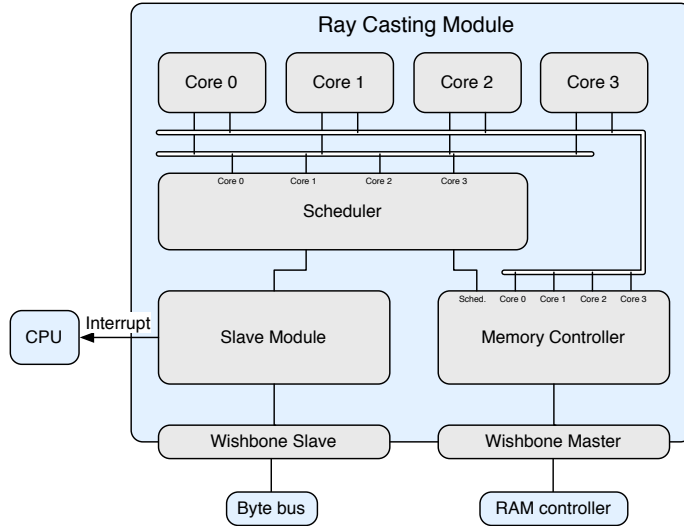 Ray Casting Module
Core 0 Core 1 Core 2 Core 3
Core 0 Core 1 Core 2 Core 3
Scheduler
Sched. Core 0 Core 1 Core 2 Core 3
CPU
Interrupt
Slave Module
Memory Controller
Wishbone Slave
Wishbone Master
Byte bus
RAM controller